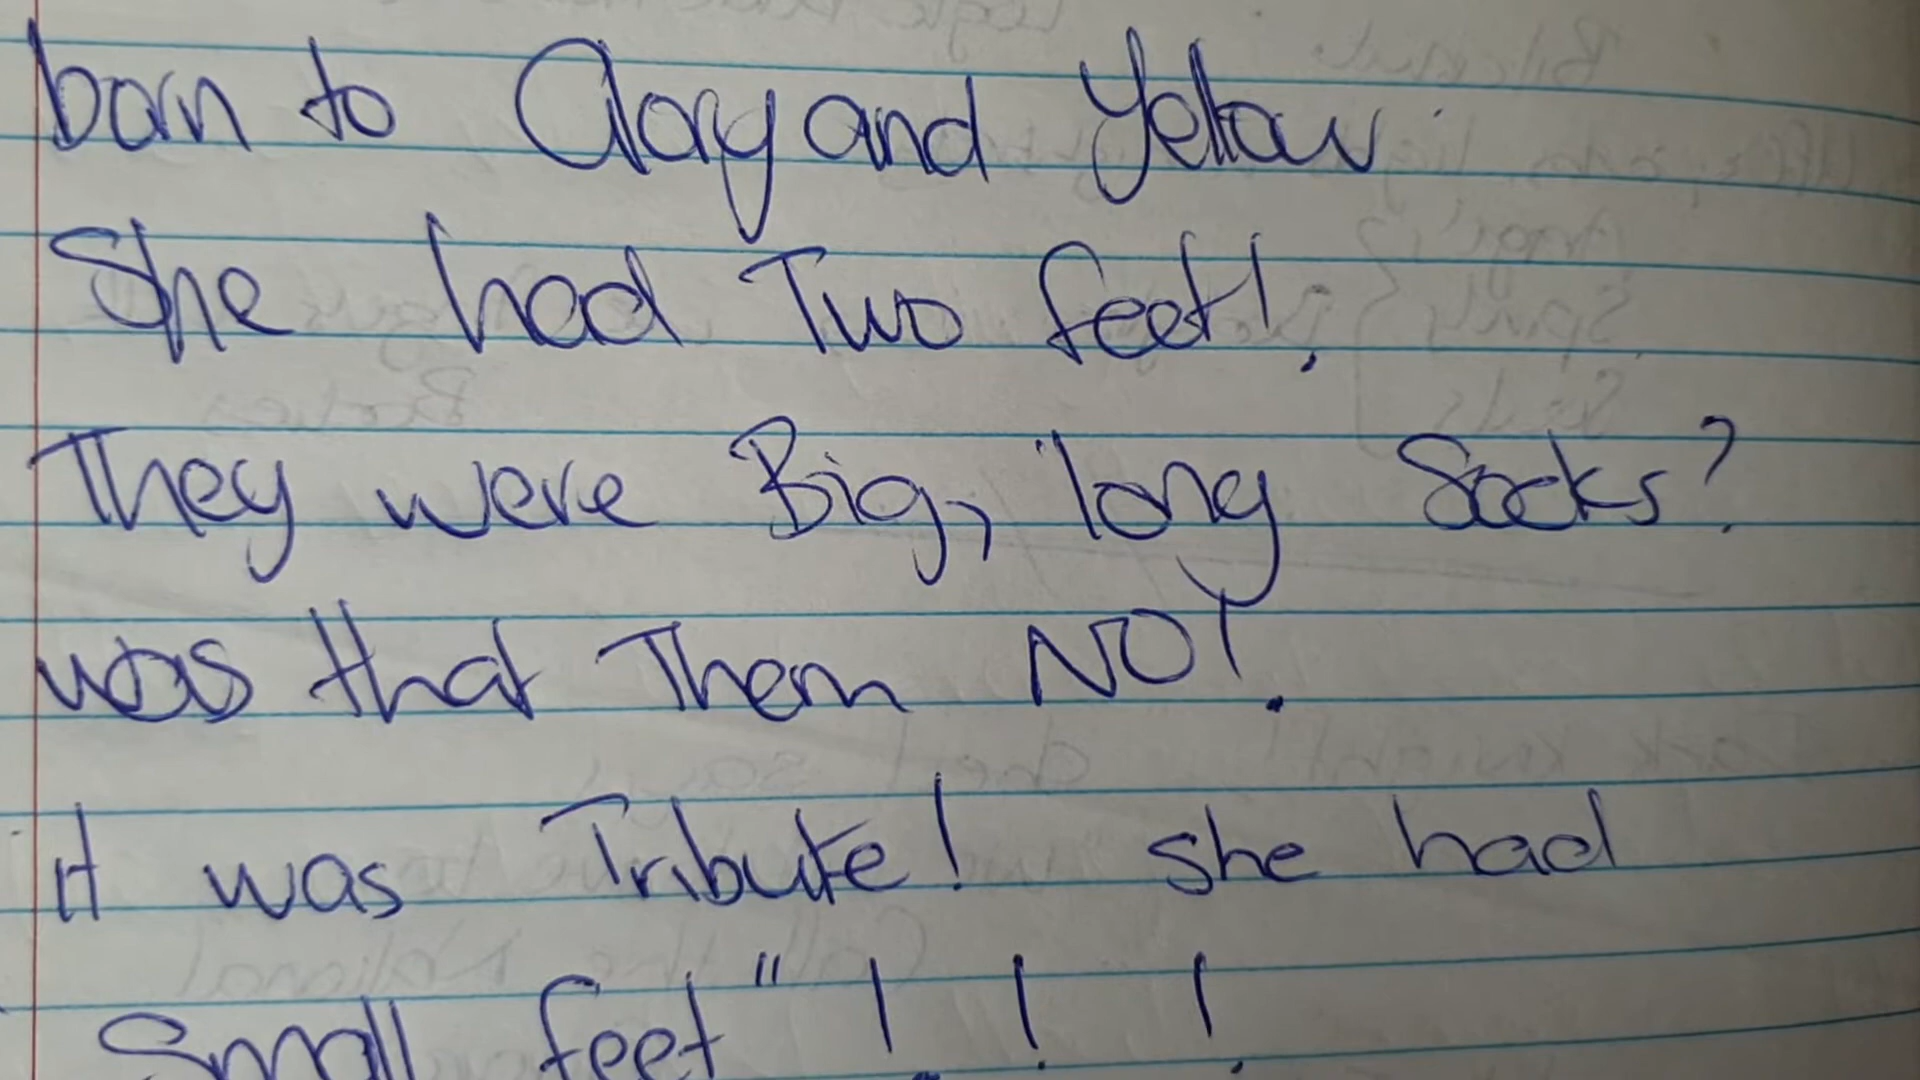 born to Glory and Yellow
She had Two feet!
They were Big, long Socks?
was that Them NO!
it was Tribute! she had
Small feet" ! ! !